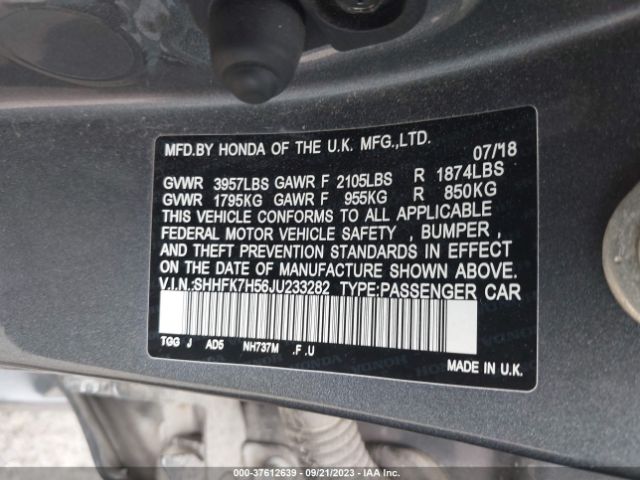 MFD.BY HONDA OF THE U.K. MFG.,LTD. 07/18
GVWR 3957LBS GAWR F 2105LBS R 1874LBS
GVWR 1795KG GAWR F 955KG R 850KG
THIS VEHICLE CONFORMS TO ALL APPLICABLE
FEDERAL MOTOR VEHICLE SAFETY , BUMPER ,
AND THEFT PREVENTION STANDARDS IN EFFECT
ON THE DATE OF MANUFACTURE SHOWN ABOVE.
V.I.N.:SHHFK7H56JU233282 TYPE:PASSENGER CAR
TGG J AD5 NH737M .F .U
MADE IN U.K.
000-37612639 - 09/21/2023 - IAA Inc.